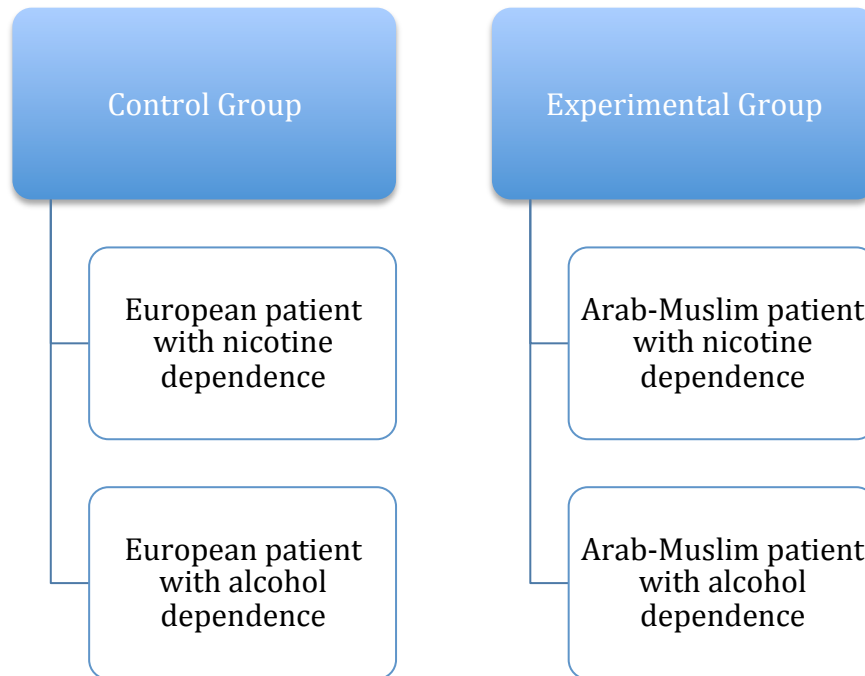 Control Group
European patient
with nicotine
dependence
European patient
with alcohol
dependence
Experimental Group
Arab-Muslim patient
with nicotine
dependence
Arab-Muslim patient
with alcohol
dependence